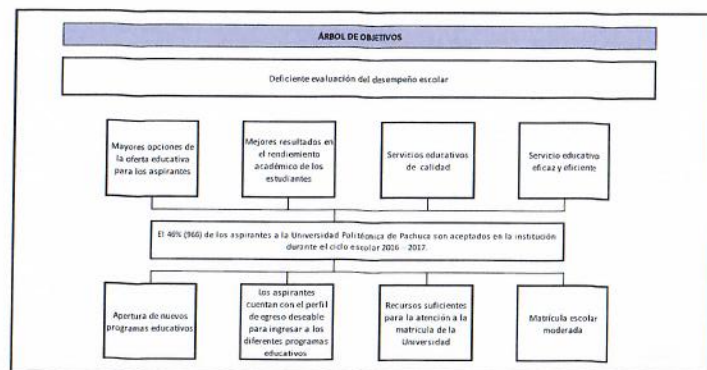 ÁRBOL DE OBJETIVOS
Deficiente evaluación del desempeño escolar
Mayores opciones de
la oferta educativa
para los aspirantes
Mejores resultados en
el rendimiento
académico de los
estudiantes
Servicios educativos
de calidad
Servicio educativo
eficaz y eficiente
El 46% (966) de los aspirantes a la Universidad Politécnica de Pachuca son aceptados en la institución
durante el ciclo escolar 2016 - 2017.
Apertura de nuevos
programas educativos
Los aspirantes
cuentan con el perfil
de egreso deseable
para ingresar a los
diferentes programas
educativos
Recursos suficientes
para la atención a la
matrícula de la
Universidad
Matrícula escolar
moderada